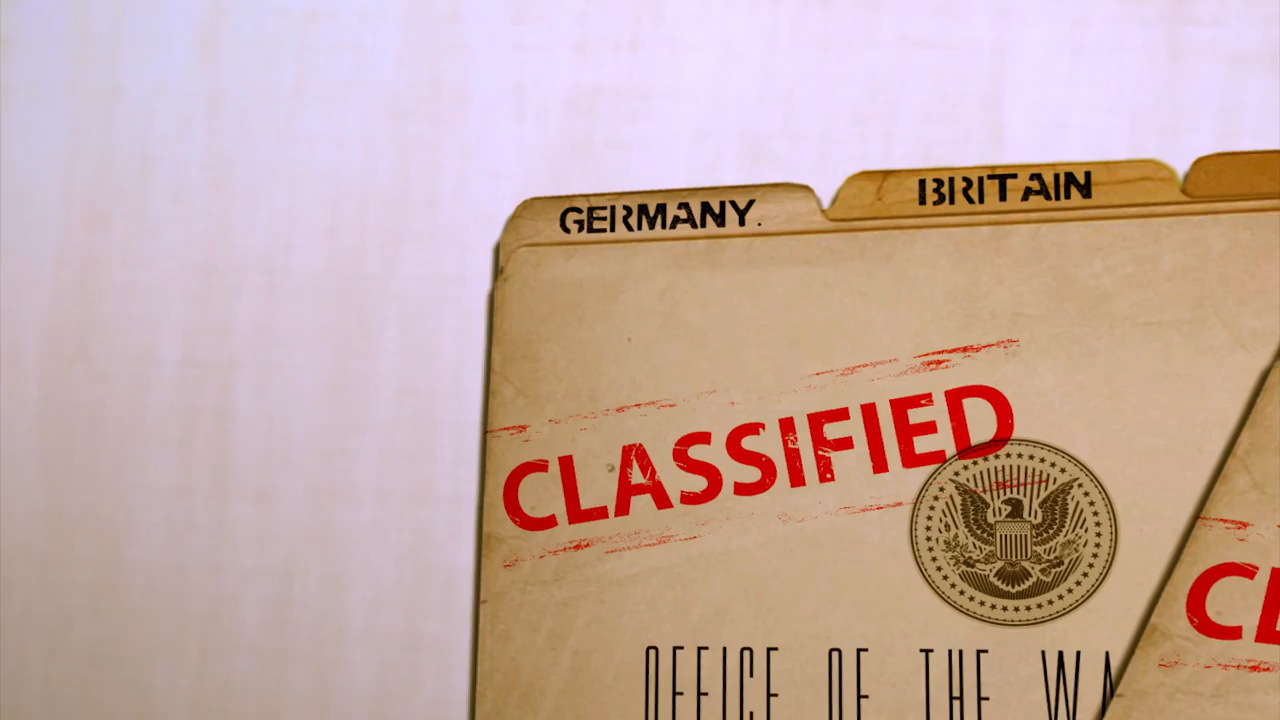 GERMANY.
BRITAIN
CLASSIFIED
OFFICE OF THE